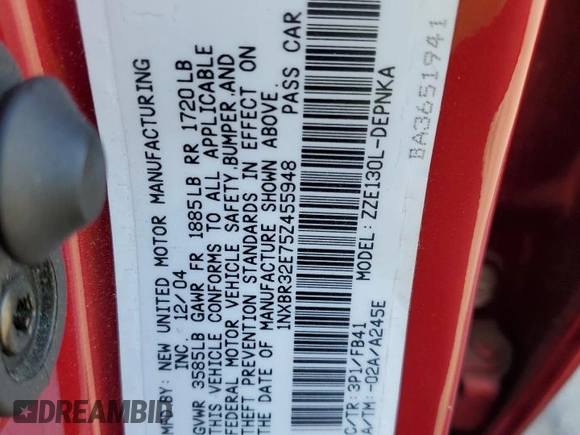 MFD BY: NEW UNITED MOTOR MANUFACTURING
INC. 12/04
GVWR 3585LB GAWR FR 1885LB RR 1720LB
THIS VEHICLE CONFORMS TO ALL APPLICABLE
FEDERAL MOTOR VEHICLE SAFETY,BUMPER,AND
THEFT PREVENTION STANDARDS IN EFFECT ON
THE DATE OF MANUFACTURE SHOWN ABOVE.
1NXBR32E75Z455948 PASS CAR
C/TR: 3P1/FB41 MODEL: ZZE130L-DEPNKA
A/TM: -02A/A245E
BA3651941
DEALERS ADVANTAGE